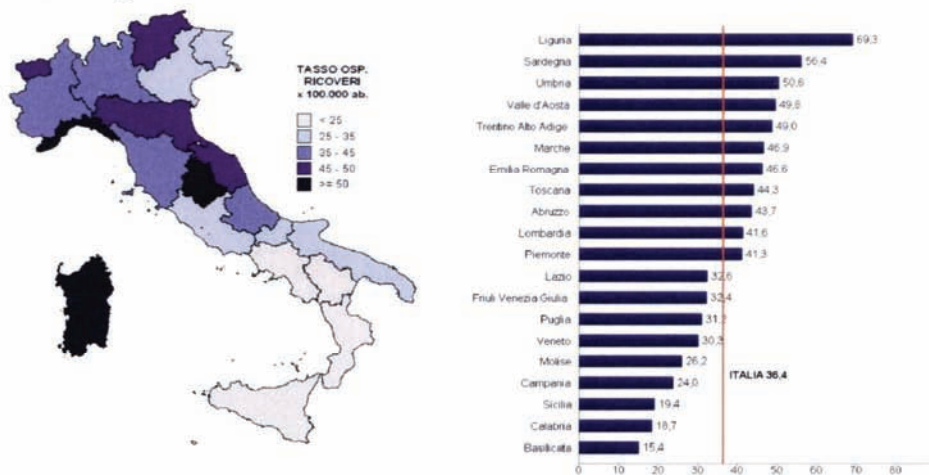 TASSO OSP.
RICOVERI
x 100.000 ab.
< 25
25 - 35
35 - 45
45 - 50
>= 50
Liguria 69,3
Sardegna 56,4
Umbria 50,6
Valle d'Aosta 49,8
Trentino Alto Adige 49,0
Marche 46,9
Emilia Romagna 46,6
Toscana 44,3
Abruzzo 43,7
Lombardia 41,6
Piemonte 41,3
Lazio 32,6
Friuli Venezia Giulia 32,4
Puglia 31,2
Veneto 30,3
Molise 26,2
ITALIA 36,4
Campania 24,0
Sicilia 19,4
Calabria 18,7
Basilicata 15,4
0 10 20 30 40 50 60 70 80